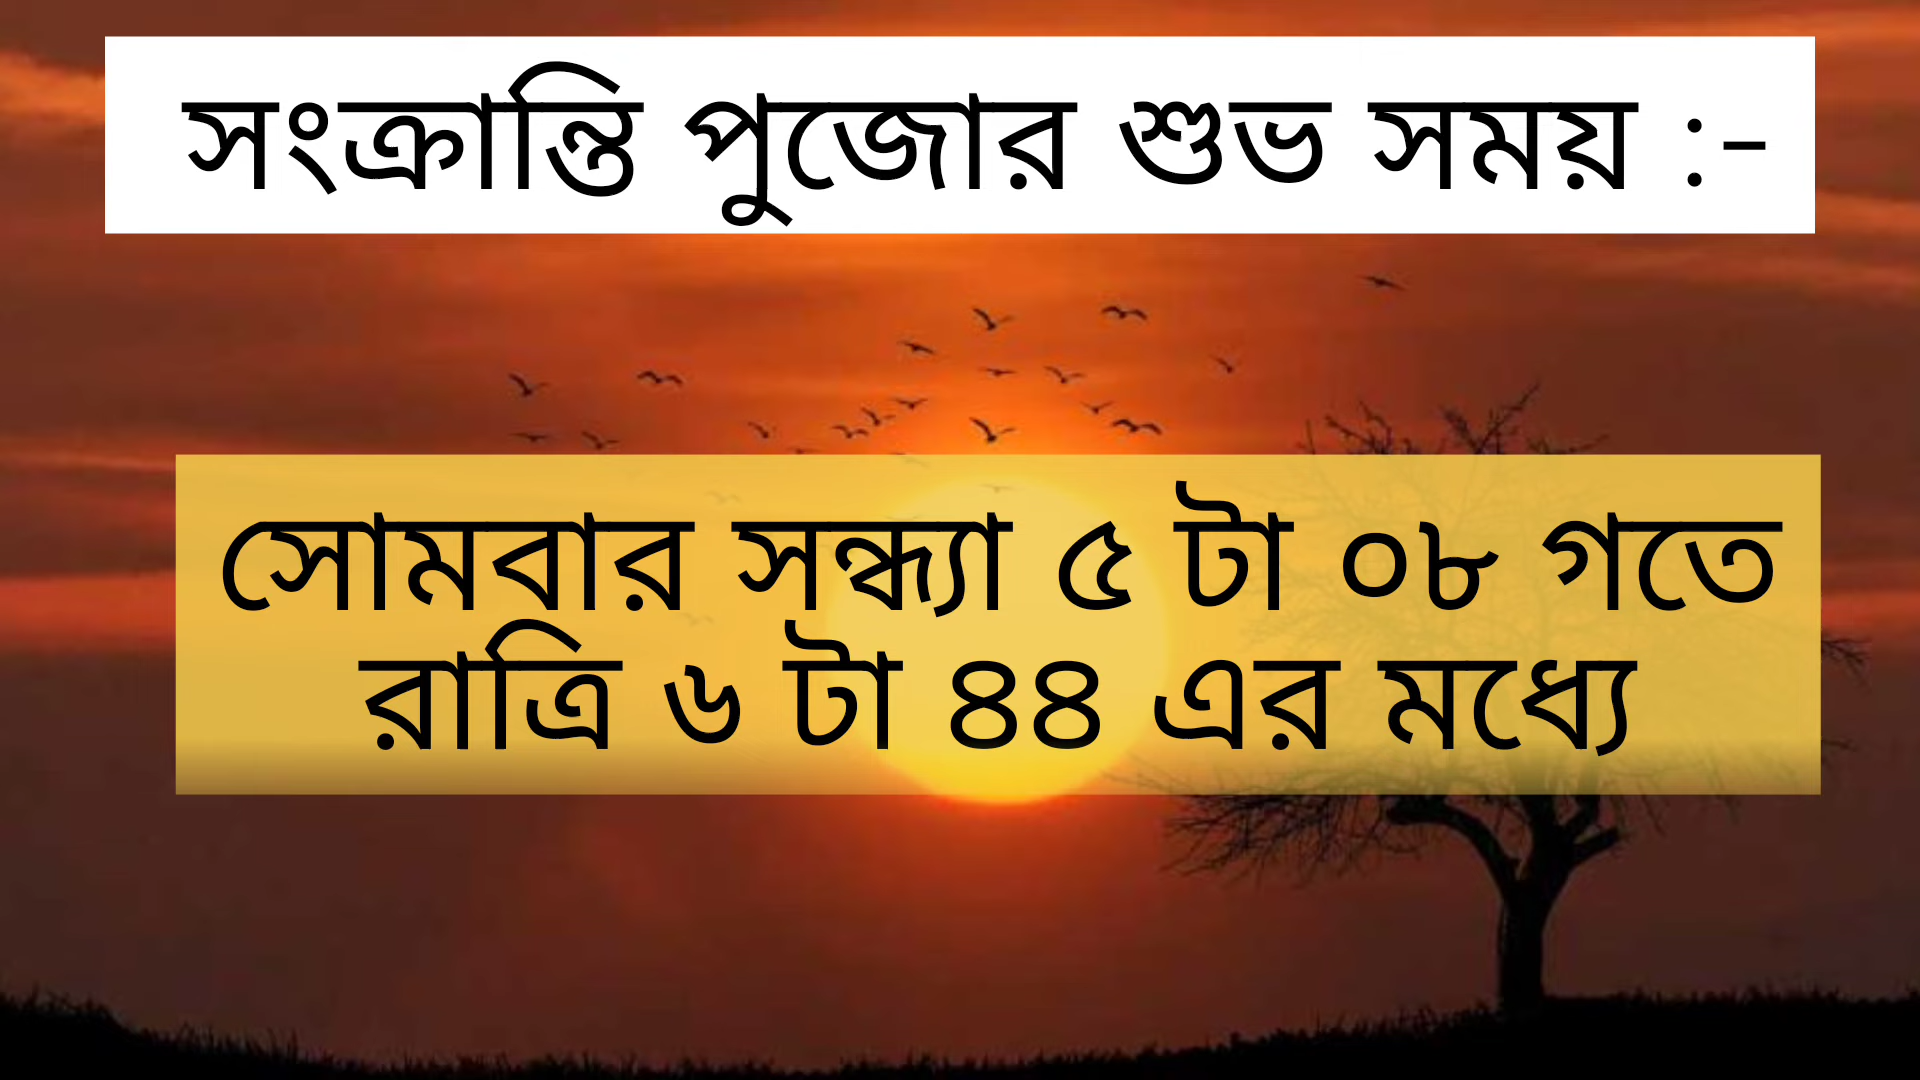 সংক্রান্তি পুজোর শুভ সময় :-
সোমবার সন্ধ্যা ৫ টা ০৮ গতে
রাত্রি ৬ টা ৪৪ এর মধ্যে